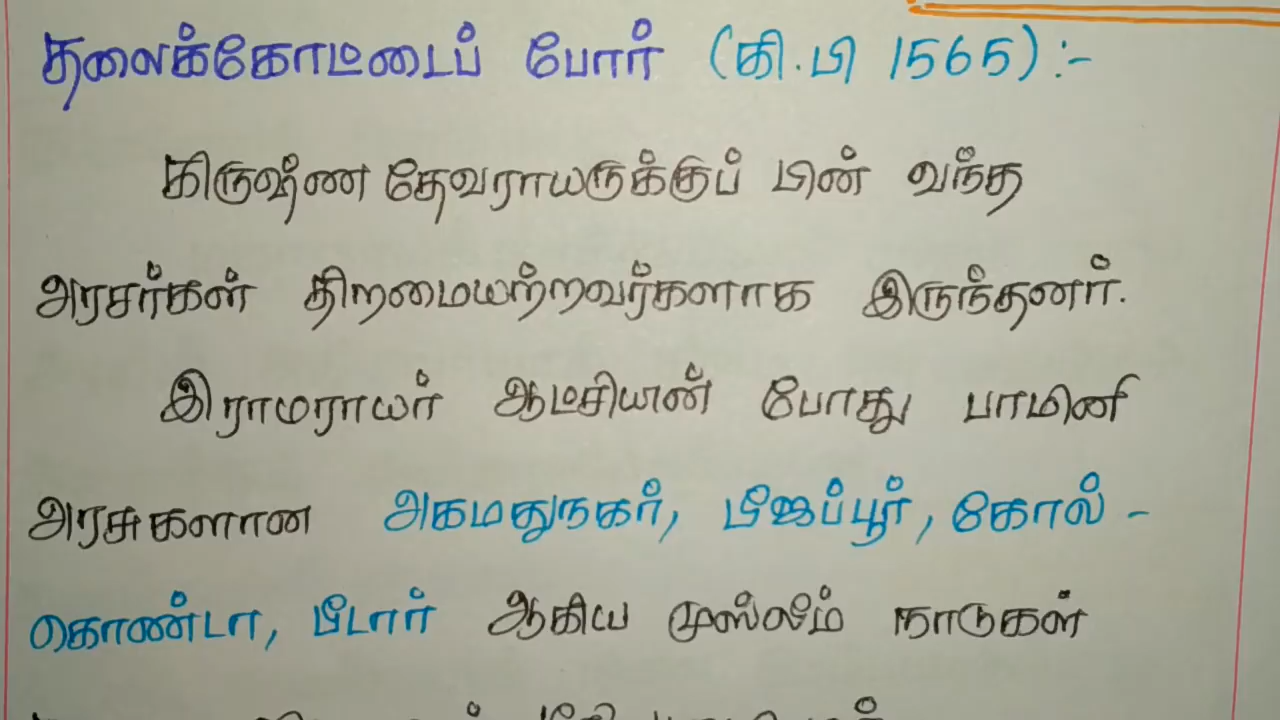 தலைக்கோட்டைப் போர் (கி.பி 1565) :-
கிருஷ்ண தேவராயருக்குப் பின் வந்த
அரசர்கள் திறமையற்றவர்களாக இருந்தனர்.
இராமராயர் ஆட்சியின் போது பாமினி
அரசுகளான அகமதுநகர், பீஜப்பூர், கோல் -
கொண்டா, பீடார் ஆகிய முஸ்லீம் நாடுகள்